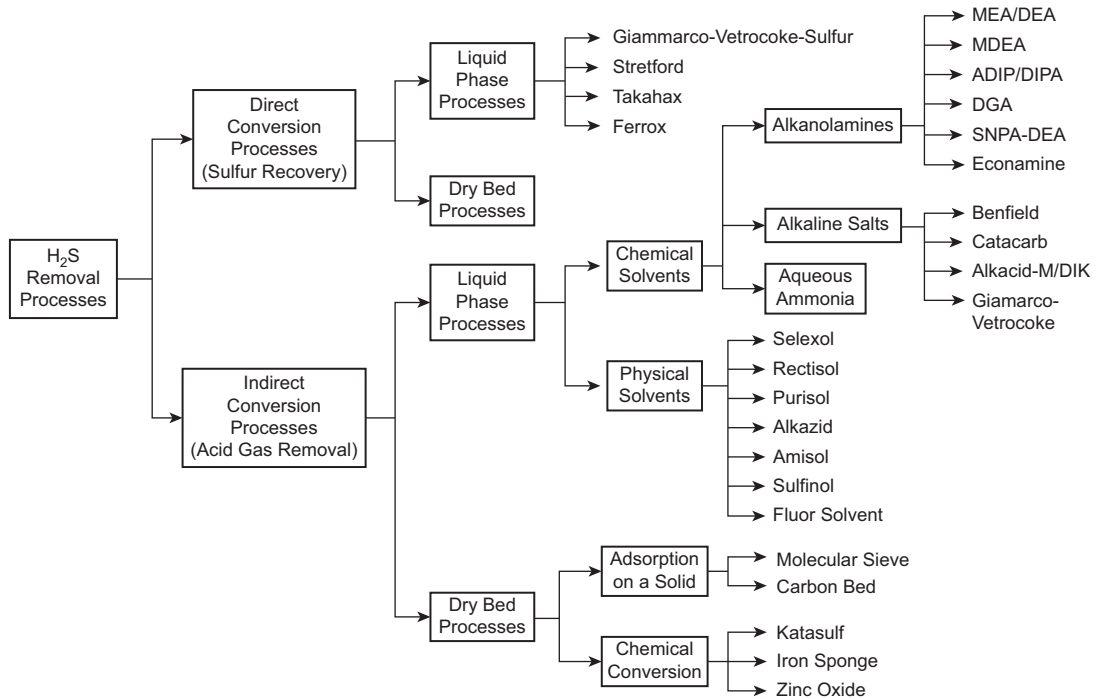 H2S
Removal
Processes
Direct
Conversion
Processes
(Sulfur Recovery)
Liquid
Phase
Processes
Giammarco-Vetrocoke-Sulfur
Stretford
Takahax
Ferrox
Dry Bed
Processes
Indirect
Conversion
Processes
(Acid Gas Removal)
Liquid
Phase
Processes
Chemical
Solvents
Alkanolamines
MEA/DEA
MDEA
ADIP/DIPA
DGA
SNPA-DEA
Econamine
Alkaline Salts
Benfield
Catacarb
Alkacid-M/DIK
Giamarco-
Vetrocoke
Aqueous
Ammonia
Physical
Solvents
Selexol
Rectisol
Purisol
Alkazid
Amisol
Sulfinol
Fluor Solvent
Dry Bed
Processes
Adsorption
on a Solid
Molecular Sieve
Carbon Bed
Chemical
Conversion
Katasulf
Iron Sponge
Zinc Oxide